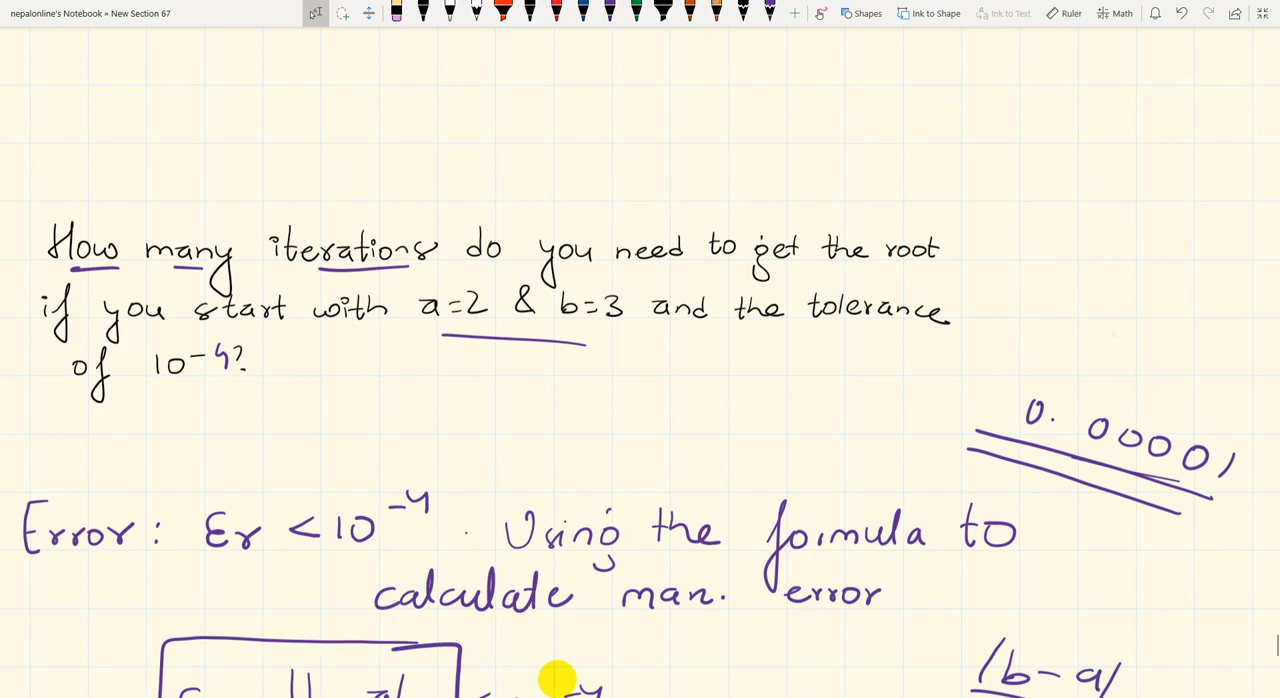 nepalonline's Notebook » New Section 67
Shapes Ink to Shape Ink to Text Ruler Math
How many iterations do you need to get the root
if you start with a=2 & b=3 and the tolerance
of 10-4?
0.00001
Error: Er < 10-4. Using the formula to
calculate man. error
|b-a|